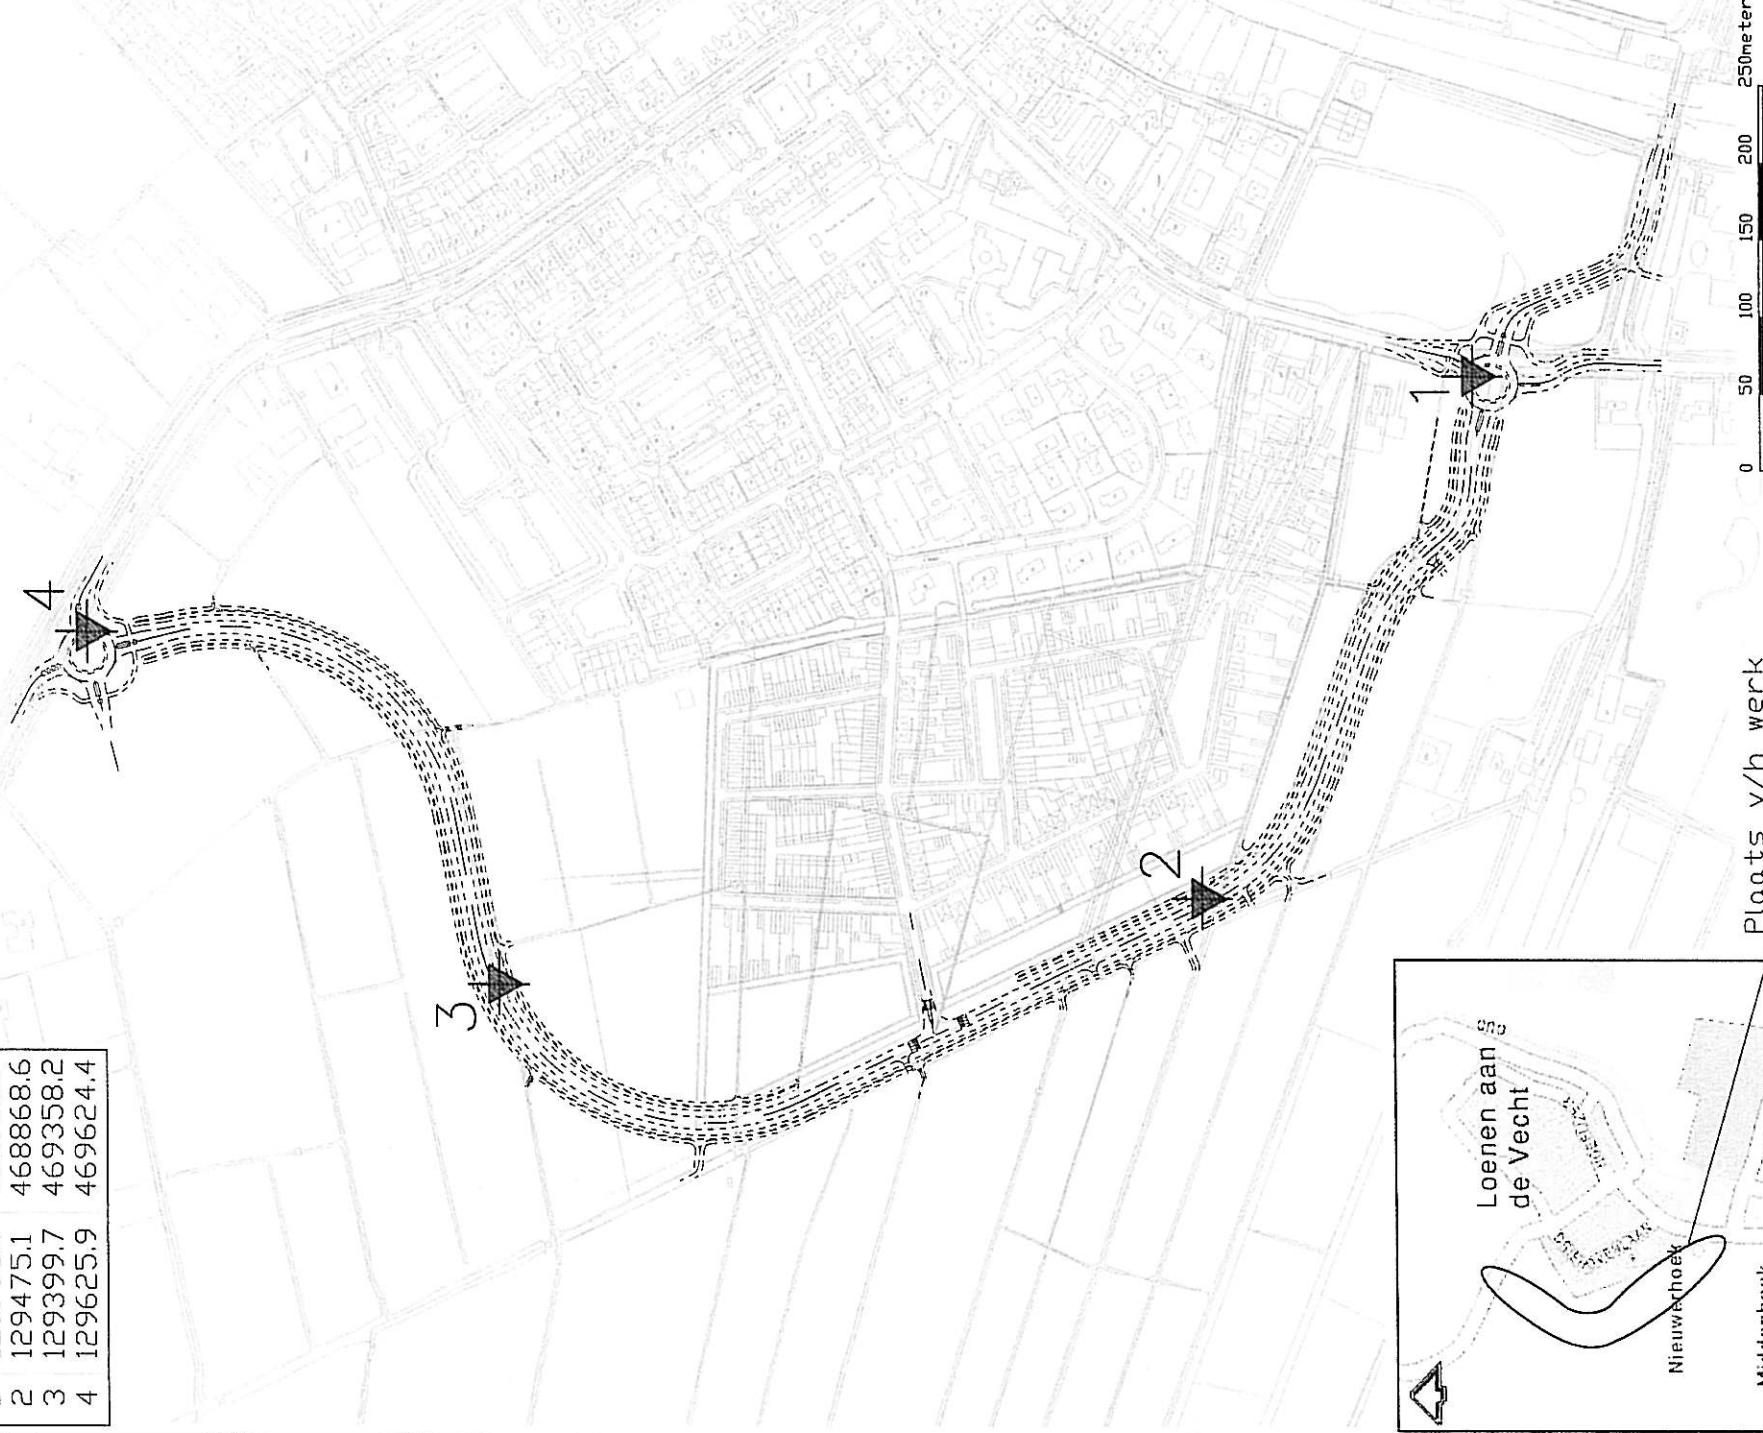 2 129475.1 468868.6
3 129399.7 469358.2
4 129625.9 469624.4
4
3
2
1
0 50 100 150 200 250meter
Plaats v/h werk
Loenen aan
de Vecht
Nieuwerhoek